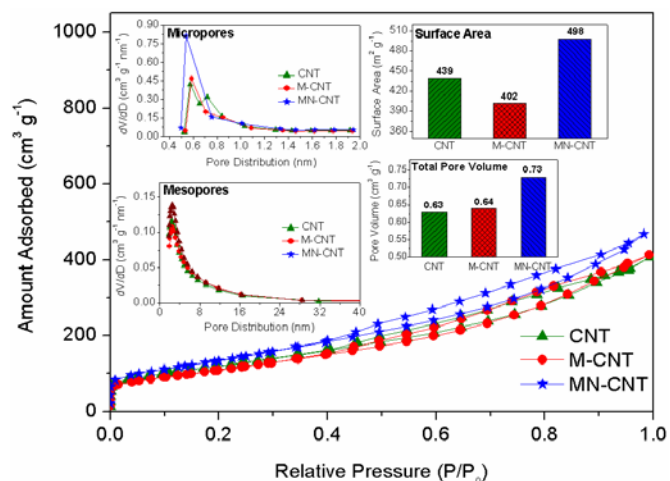 1000
800
600
400
200
0
Amount Adsorbed (cm³ g⁻¹)
0.0
0.2
0.4
0.6
0.8
1.0
Relative Pressure (P/P₀)
Micropores
CNT
M-CNT
MN-CNT
0.90
0.75
0.60
0.45
0.30
0.15
0.00
dV/dD (cm³ g⁻¹ nm⁻¹)
0.4 0.6 0.8 1.0 1.2 1.4 1.6 1.8 2.0
Pore Distribution (nm)
Surface Area
510
480
450
420
390
360
Surface Area (m² g⁻¹)
439
402
498
CNT M-CNT MN-CNT
Mesopores
CNT
M-CNT
MN-CNT
0.15
0.10
0.05
0.00
dV/dD (cm³ g⁻¹ nm⁻¹)
0 4 8 12 16 20 24 28 32 36 40
Pore Distribution (nm)
Total Pore Volume
0.75
0.70
0.65
0.60
0.55
0.50
Pore Volume (cm³ g⁻¹)
0.63
0.64
0.73
CNT M-CNT MN-CNT
CNT
M-CNT
MN-CNT